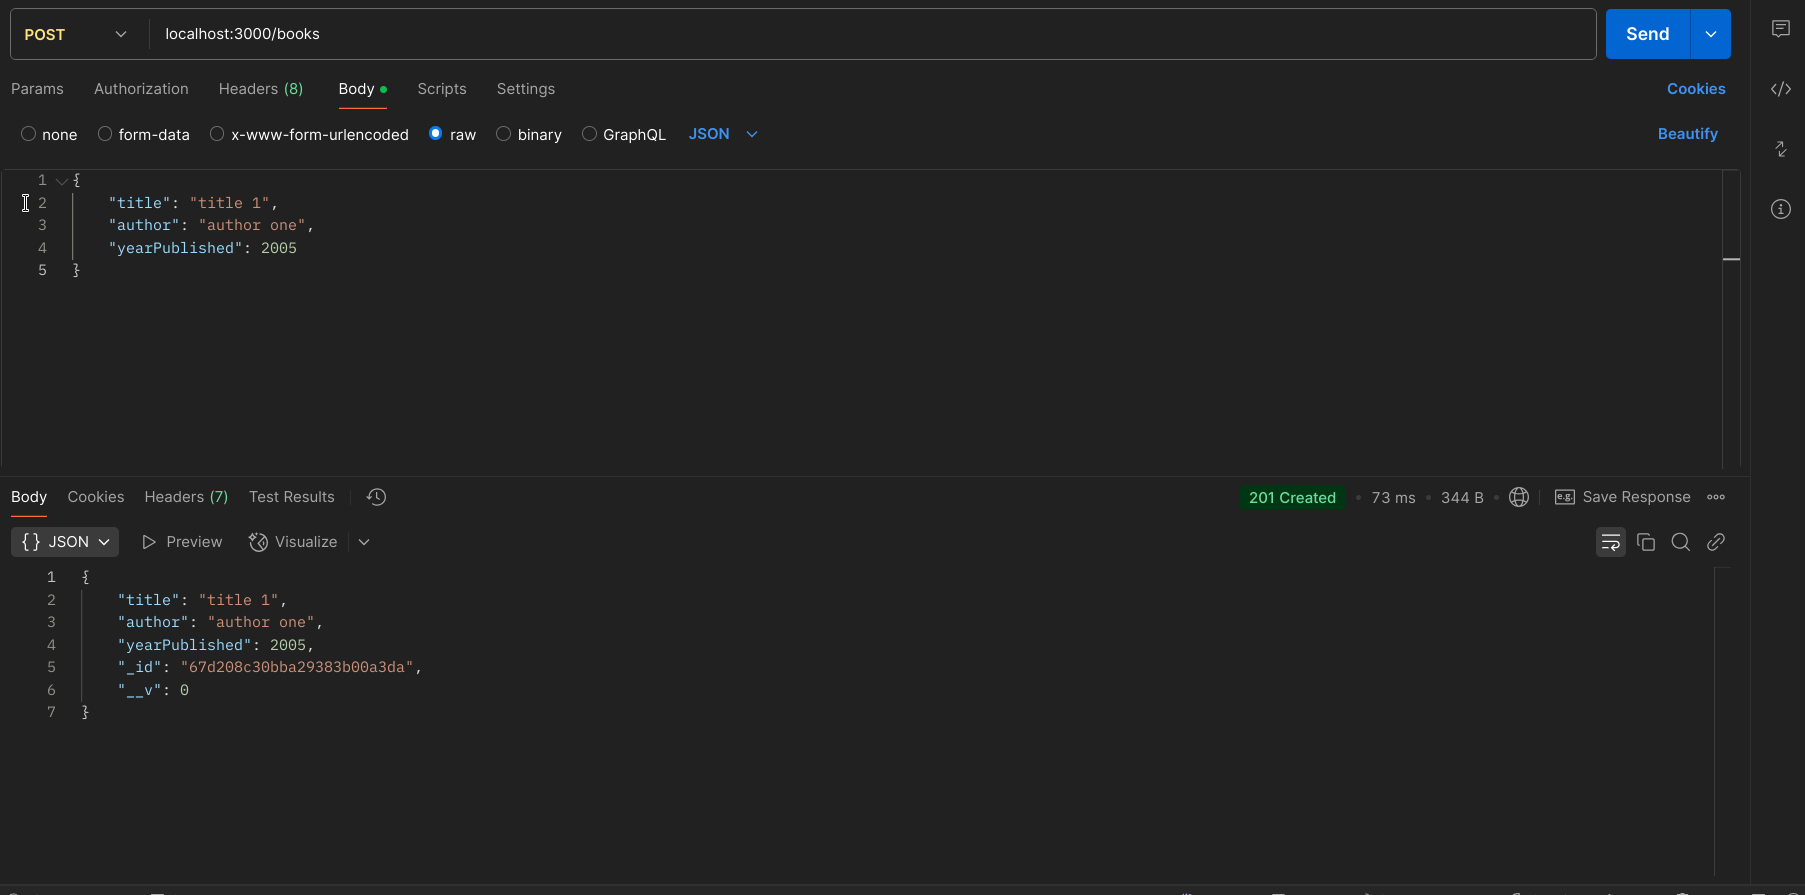 POST localhost:3000/books Send
Params Authorization Headers (8) Body Scripts Settings Cookies
none form-data x-www-form-urlencoded raw binary GraphQL JSON Beautify
1 {
2 "title": "title 1",
3 "author": "author one",
4 "yearPublished": 2005
5 }
Body Cookies Headers (7) Test Results 201 Created • 73 ms • 344 B • e.g. Save Response
{} JSON Preview Visualize
1 {
2 "title": "title 1",
3 "author": "author one",
4 "yearPublished": 2005,
5 "_id": "67d208c30bba29383b00a3da",
6 "__v": 0
7 }